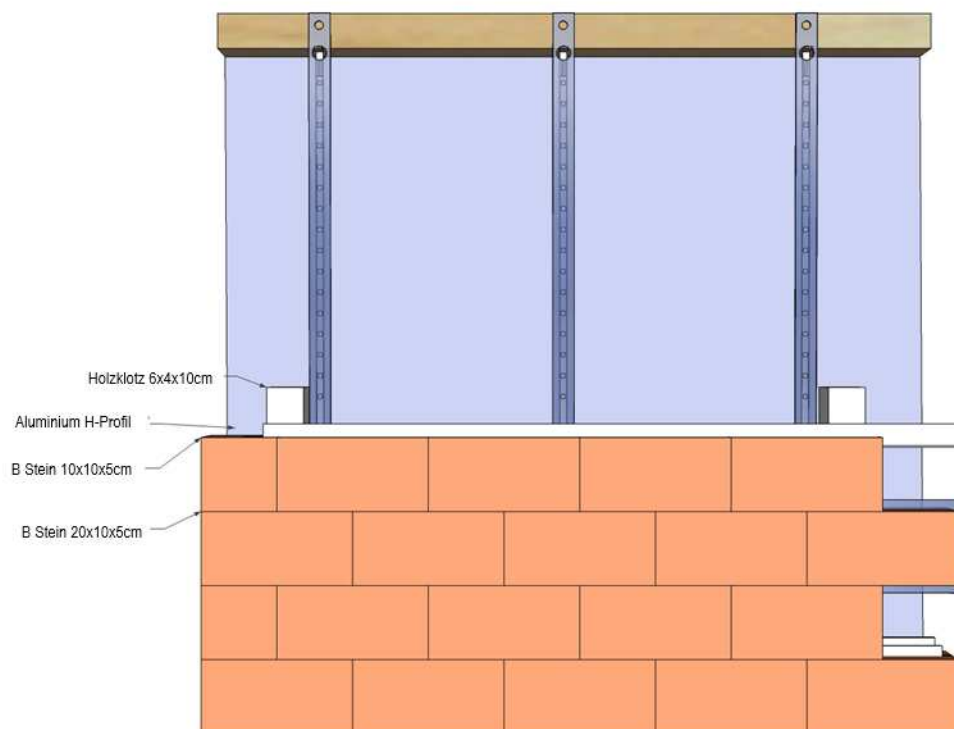 Holzklotz 6x4x10cm
Aluminium H-Profil
B Stein 10x10x5cm
B Stein 20x10x5cm